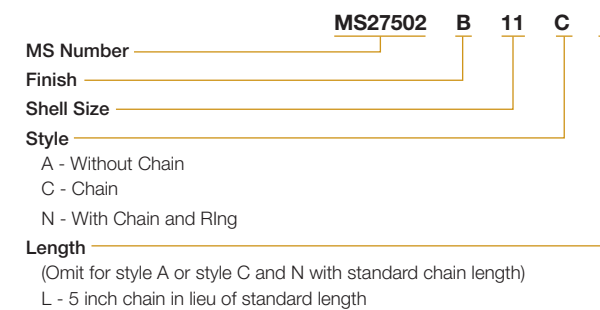 MS27502 B 11 C
MS Number
Finish
Shell Size
Style
A - Without Chain
C - Chain
N - With Chain and RIng
Length
(Omit for style A or style C and N with standard chain length)
L - 5 inch chain in lieu of standard length